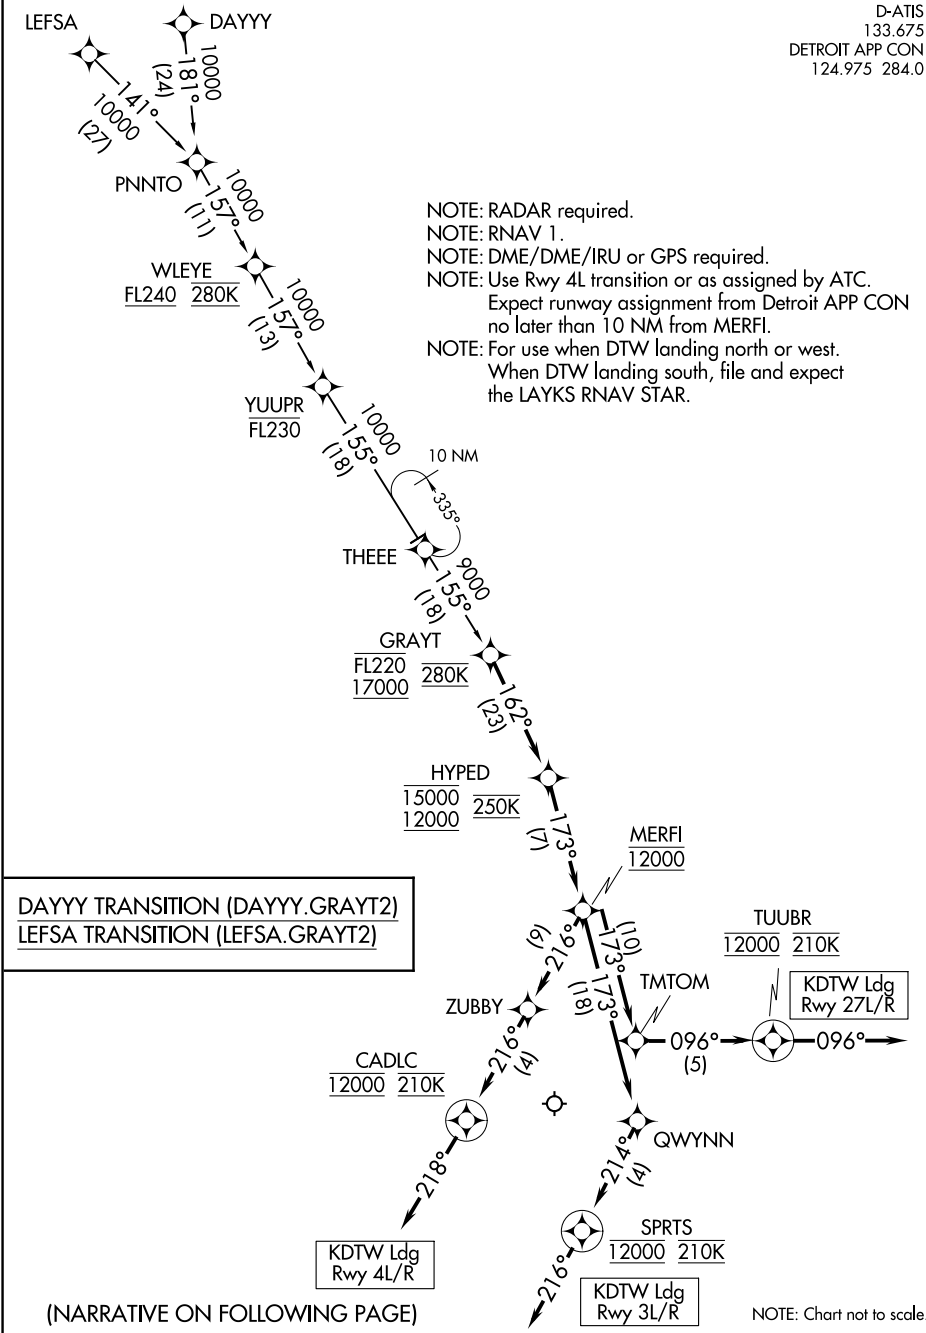 D-ATIS
133.675
DETROIT APP CON
124.975 284.0
LEFSA
DAYYY
10000
181°
(24)
141°
10000
(27)
PNNTO
10000
157°
(11)
WLEYE
FL240 280K
10000
157°
(13)
NOTE: RADAR required.
NOTE: RNAV 1.
NOTE: DME/DME/IRU or GPS required.
NOTE: Use Rwy 4L transition or as assigned by ATC.
Expect runway assignment from Detroit APP CON
no later than 10 NM from MERFI.
NOTE: For use when DTW landing north or west.
When DTW landing south, file and expect
the LAYKS RNAV STAR.
YUUPR
FL230
10000
155°
(18)
10 NM
335°
THEEE
9000
155°
(18)
GRAYT
FL220
17000
280K
162°
(23)
HYPED
15000
12000
250K
173°
(7)
MERFI
12000
DAYYY TRANSITION (DAYYY.GRAYT2)
LEFSA TRANSITION (LEFSA.GRAYT2)
(9)
216°
(10)
173°
173°
(18)
TUUBR
12000 210K
KDTW Ldg
Rwy 27L/R
ZUBBY
TMTOM
096°
(5)
096°
216°
(4)
CADLC
12000 210K
218°
QWYNN
214°
(4)
SPRTS
12000 210K
216°
KDTW Ldg
Rwy 4L/R
KDTW Ldg
Rwy 3L/R
(NARRATIVE ON FOLLOWING PAGE)
NOTE: Chart not to scale.